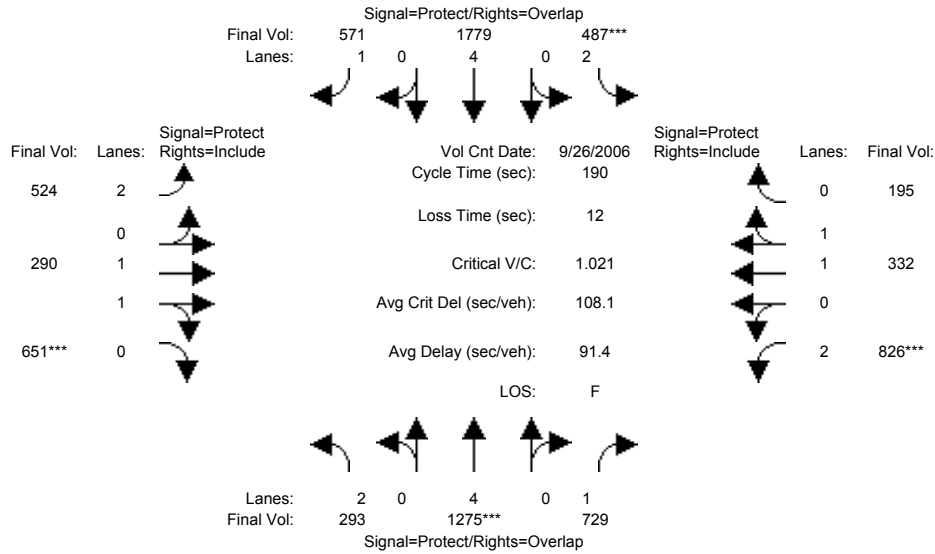 Signal=Protect/Rights=Overlap
Final Vol: 571 1779 487***
Lanes: 1 0 4 0 2
Signal=Protect Signal=Protect
Final Vol: Lanes: Rights=Include Vol Cnt Date: 9/26/2006 Rights=Include Lanes: Final Vol:
Cycle Time (sec): 190
524 2 0 195
Loss Time (sec): 12
0 1
290 1 Critical V/C: 1.021 1 332
1 Avg Crit Del (sec/veh): 108.1 0
651*** 0 Avg Delay (sec/veh): 91.4 2 826***
LOS: F
Lanes: 2 0 4 0 1
Final Vol: 293 1275*** 729
Signal=Protect/Rights=Overlap